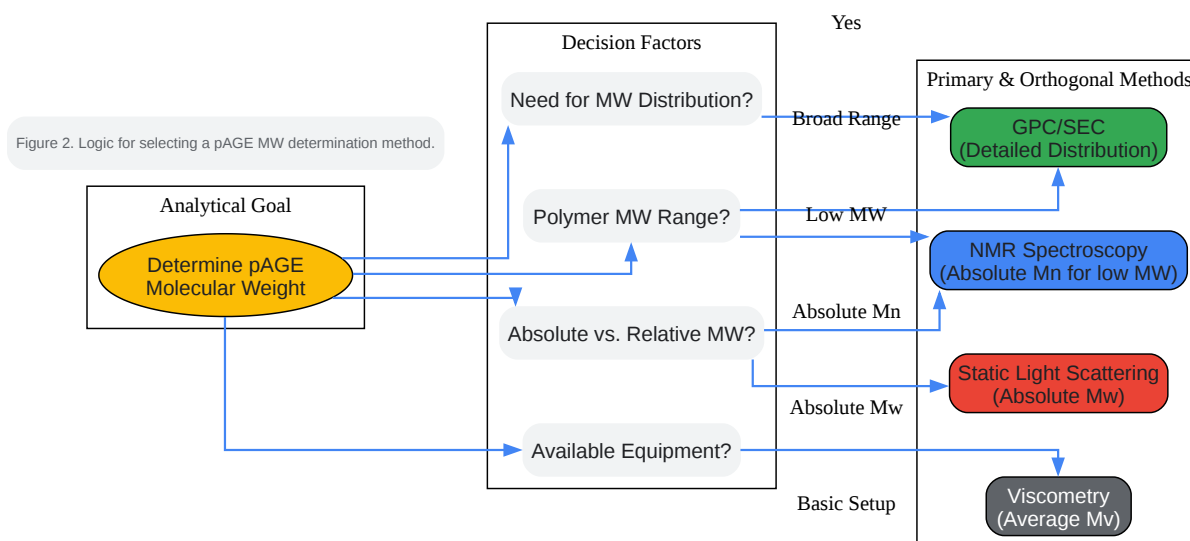 Figure 2. Logic for selecting a pAGE MW determination method.
Analytical Goal
Determine pAGE
Molecular Weight
Decision Factors
Need for MW Distribution?
Polymer MW Range?
Absolute vs. Relative MW?
Available Equipment?
Yes
Broad Range
Low MW
Absolute Mn
Absolute Mw
Basic Setup
Primary & Orthogonal Methods
GPC/SEC
(Detailed Distribution)
NMR Spectroscopy
(Absolute Mn for low MW)
Static Light Scattering
(Absolute Mw)
Viscometry
(Average Mv)